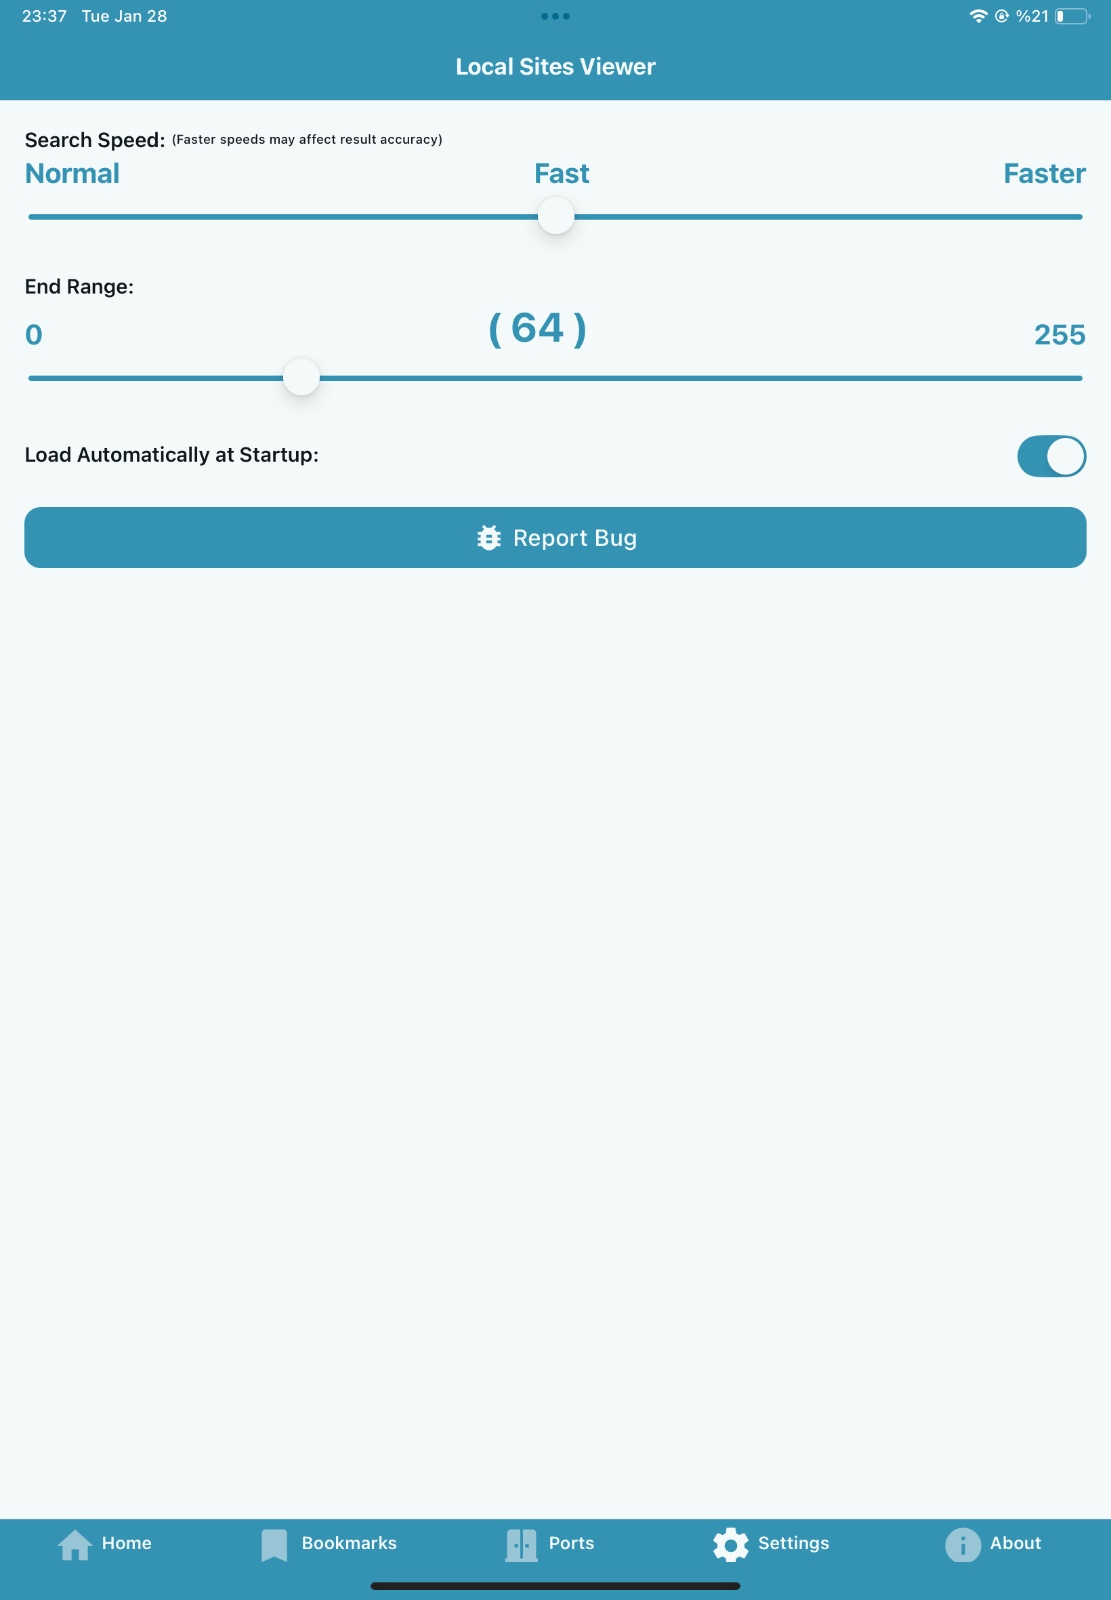 23:37 Tue Jan 28 %21
Local Sites Viewer
Search Speed: (Faster speeds may affect result accuracy)
Normal Fast Faster
End Range:
0 ( 64 ) 255
Load Automatically at Startup:
Report Bug
Home Bookmarks Ports Settings About